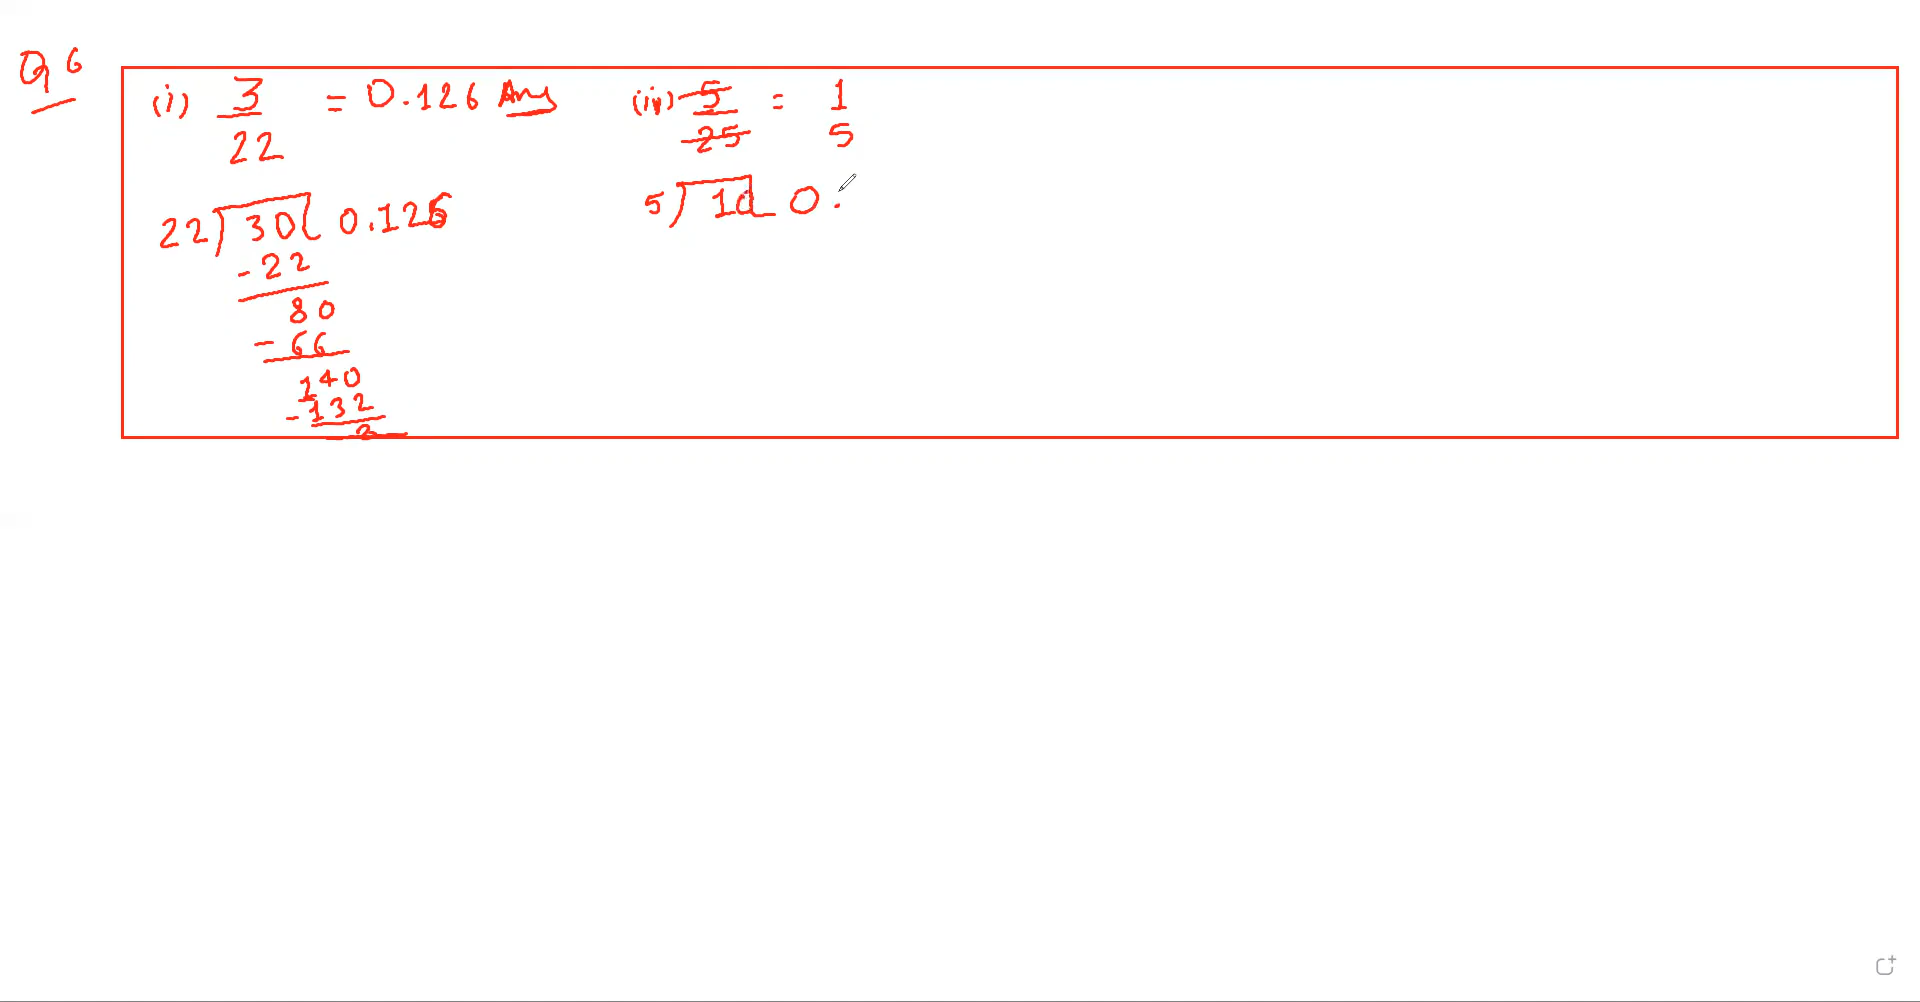 Q 6
(i) 3/22 = 0.126 Ans
22) 30 ( 0.126
-22
80
-66
140
-132
(iv) 5/25 = 1/5
5) 10 0.